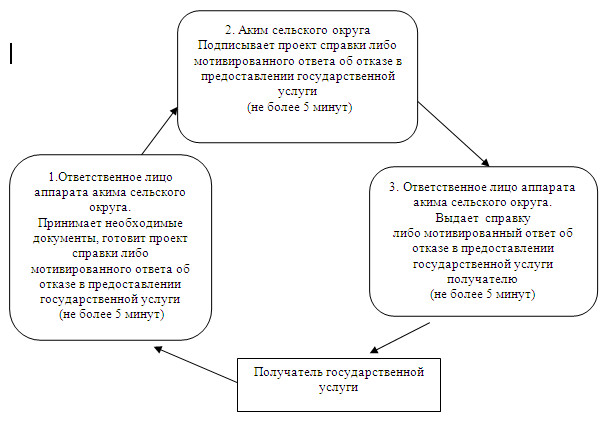 2. Аким сельского округа
Подписывает проект справки либо
мотивированного ответа об отказе в
предоставлении государственной
услуги
(не более 5 минут)
1.Ответственное лицо
аппарата акима сельского
округа.
Принимает необходимые
документы, готовит проект
справки либо
мотивированного ответа об
отказе в предоставлении
государственной услуги
(не более 5 минут)
3. Ответственное лицо аппарата
акима сельского округа.
Выдает справку
либо мотивированный ответ об
отказе в предоставлении
государственной услуги
получателю
(не более 5 минут)
Получатель государственной
услуги